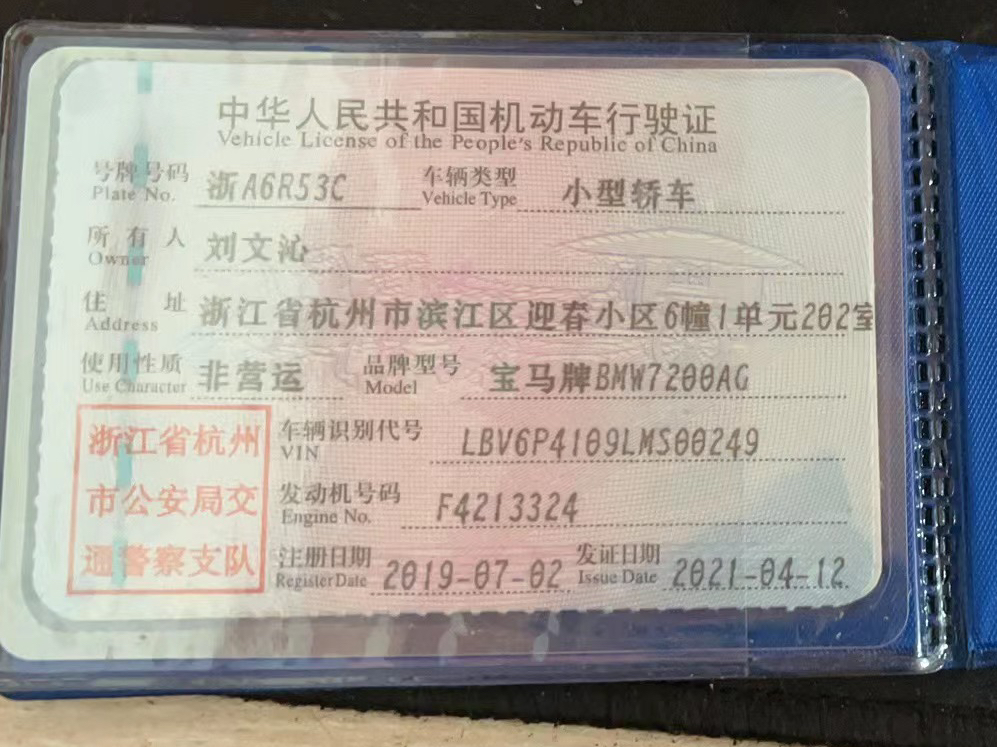 中华人民共和国机动车行驶证
Vehicle License of the People's Republic of China
号牌号码 浙A6R53C 车辆类型 小型轿车
Plate No. Vehicle Type
所有人 刘文沁
Owner
住址 浙江省杭州市滨江区迎春小区6幢1单元202室
Address
使用性质 非营运 品牌型号 宝马牌BMW7200AG
Use Character Model
浙江省杭州 车辆识别代号 LBV6P4109LMS00249
VIN
市公安局交 发动机号码 F4213324
Engine No.
通警察支队 注册日期 2019-07-02 发证日期 2021-04-12
Register Date Issue Date